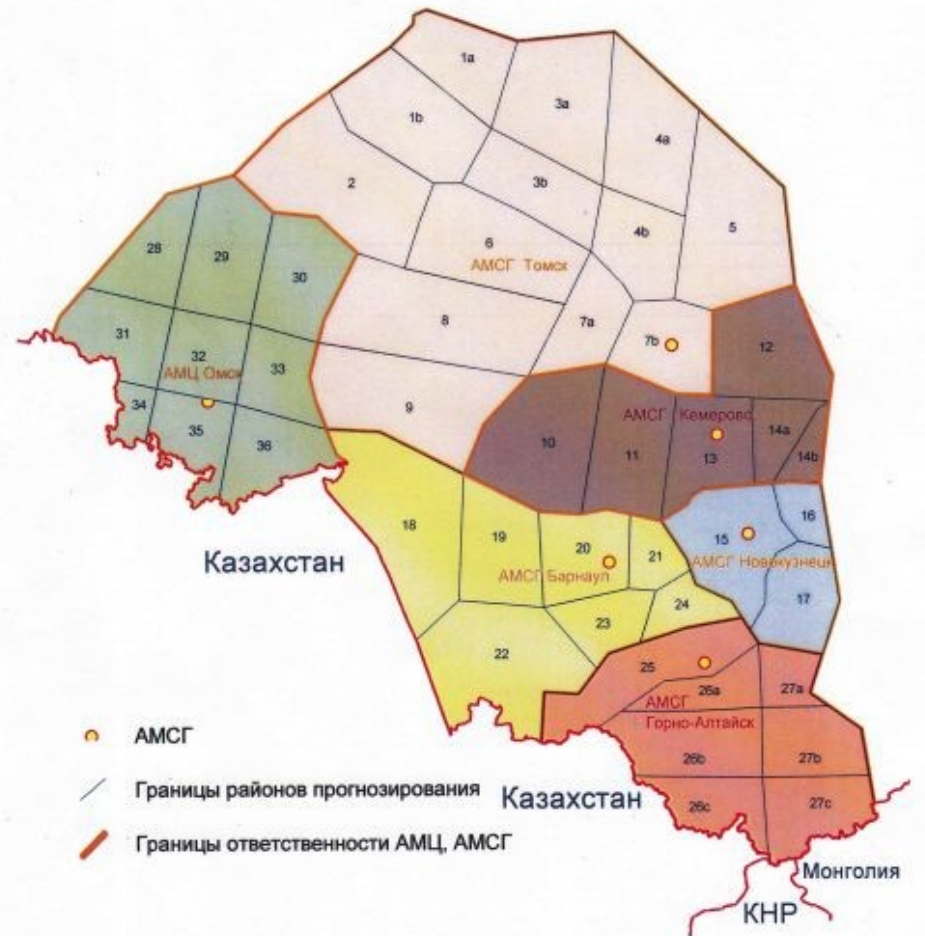 1a
3a
4a
1b
2
3b
5
6
4b
АМСГ Томск
28
29
30
8
7a
7b
31
32
33
12
АМЦ Омск
34
35
36
9
АМСГ Кемерово
10
11
13
14a
14b
18
19
20
21
15
16
Казахстан
АМСГ Барнаул
АМСГ Новокузнецк
17
22
23
24
25
26a
27a
АМСГ
Горно-Алтайск
26b
27b
26c
27c
АМСГ
Границы районов прогнозирования
Казахстан
Границы ответственности АМЦ, АМСГ
Монголия
КНР